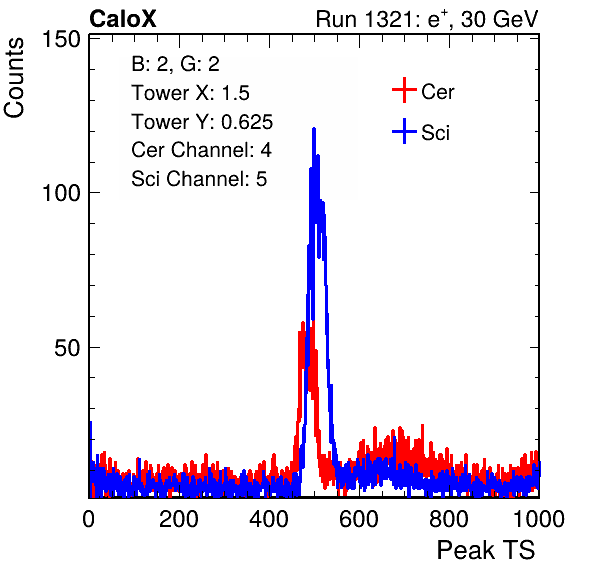 CaloX Run 1321: e⁺, 30 GeV
Counts
150
100
50
B: 2, G: 2
Tower X: 1.5
Tower Y: 0.625
Cer Channel: 4
Sci Channel: 5
Cer
Sci
0 200 400 600 800 1000
Peak TS